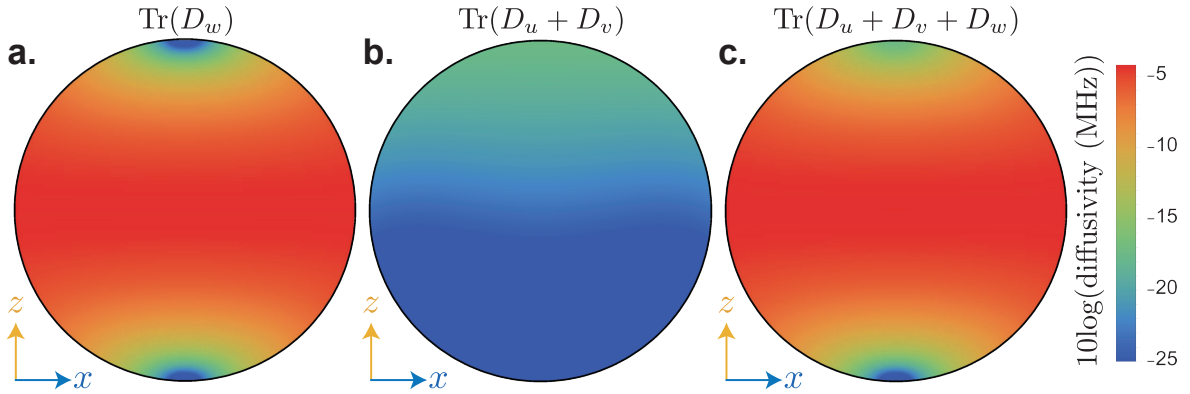 Tr(D_w)
Tr(D_u + D_v)
Tr(D_u + D_v + D_w)
a.
b.
c.
z
x
z
x
z
x
-5
-10
-15
-20
-25
10log(diffusivity (MHz))